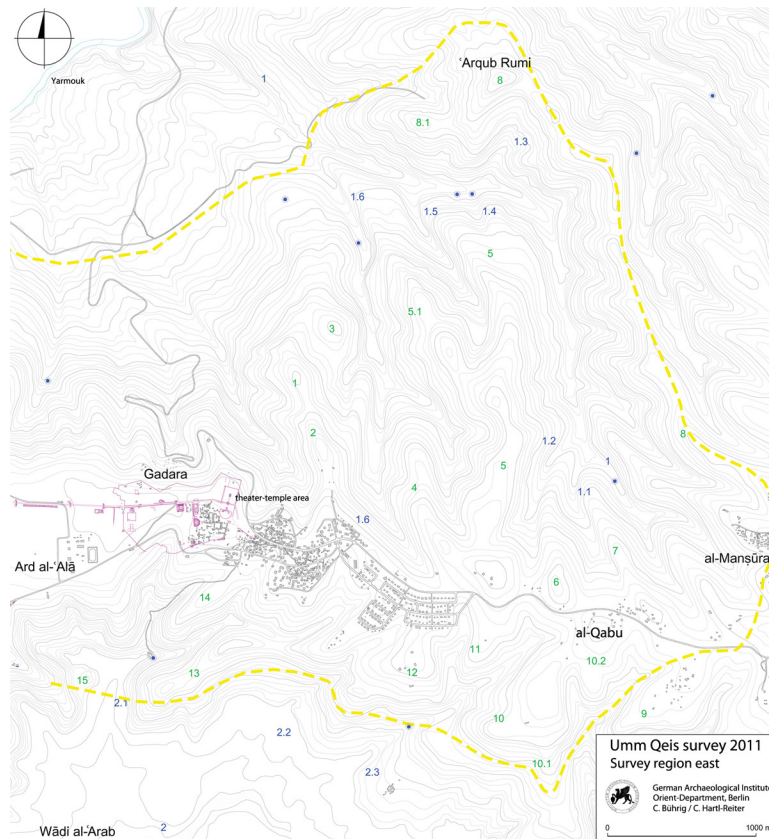 Yarmouk
1
ʿArqub Rumi
8
8.1
1.3
1.6
1.5
1.4
5
5.1
3
1
2
1.2
8
1
5
4
1.1
Gadara
theater-temple area
1.6
7
al-Manṣūra
Ard al-ʿAlā
6
14
al-Qabu
11
10.2
12
13
15
2.1
10
9
2.2
10.1
2.3
Umm Qeis survey 2011
Survey region east
German Archaeological Institute
Orient-Department, Berlin
C. Bührig / C. Hartl-Reiter
0 1000 m
Wādi al-ʿArab
2